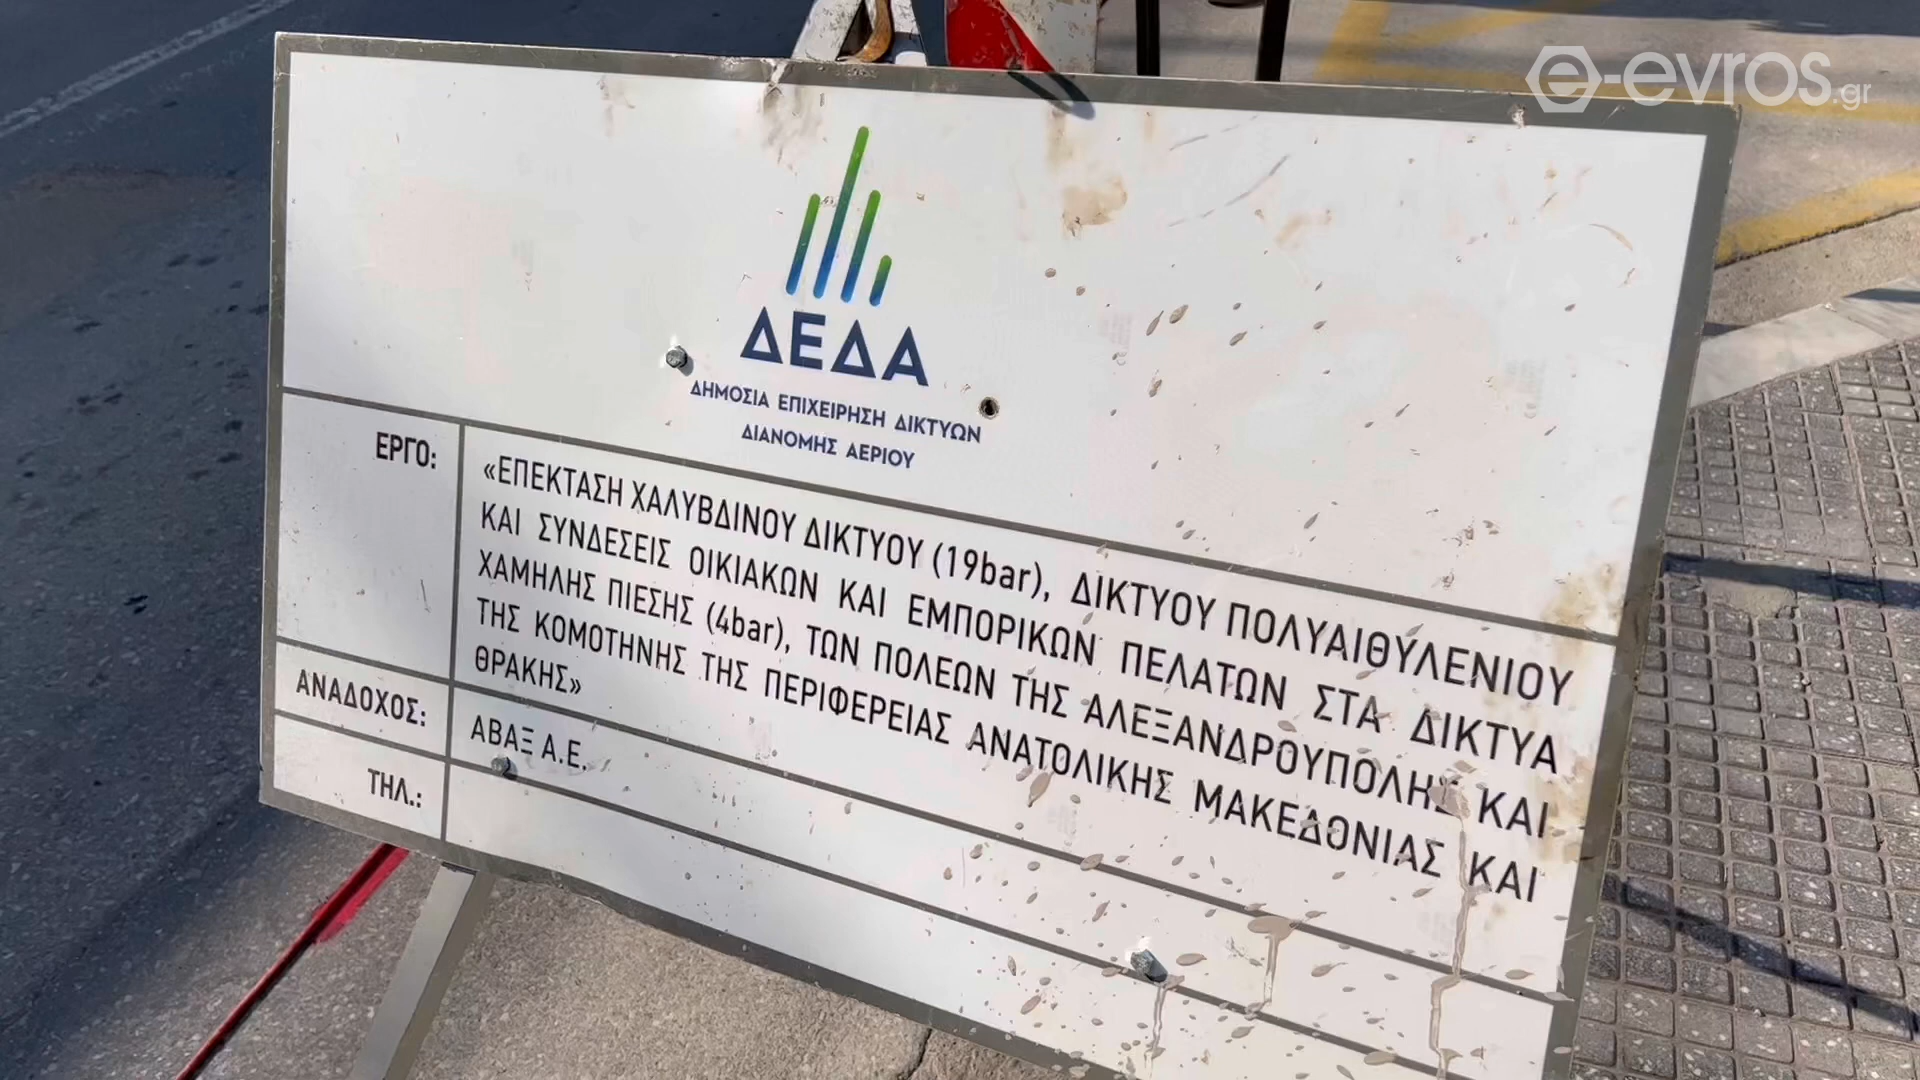 e-evros.gr
ΔΕΔΑ
ΔΗΜΟΣΙΑ ΕΠΙΧΕΙΡΗΣΗ ΔΙΚΤΥΩΝ
ΔΙΑΝΟΜΗΣ ΑΕΡΙΟΥ
ΕΡΓΟ:
«ΕΠΕΚΤΑΣΗ ΧΑΛΥΒΔΙΝΟΥ ΔΙΚΤΥΟΥ (19bar), ΔΙΚΤΥΟΥ ΠΟΛΥΑΙΘΥΛΕΝΙΟΥ
ΚΑΙ ΣΥΝΔΕΣΕΙΣ ΟΙΚΙΑΚΩΝ ΚΑΙ ΕΜΠΟΡΙΚΩΝ ΠΕΛΑΤΩΝ ΣΤΑ ΔΙΚΤΥΑ
ΧΑΜΗΛΗΣ ΠΙΕΣΗΣ (4bar), ΤΩΝ ΠΟΛΕΩΝ ΤΗΣ ΑΛΕΞΑΝΔΡΟΥΠΟΛΗΣ ΚΑΙ
ΤΗΣ ΚΟΜΟΤΗΝΗΣ ΤΗΣ ΠΕΡΙΦΕΡΕΙΑΣ ΑΝΑΤΟΛΙΚΗΣ ΜΑΚΕΔΟΝΙΑΣ ΚΑΙ
ΘΡΑΚΗΣ»
ΑΝΑΔΟΧΟΣ:
ΑΒΑΞ Α.Ε.
ΤΗΛ.: